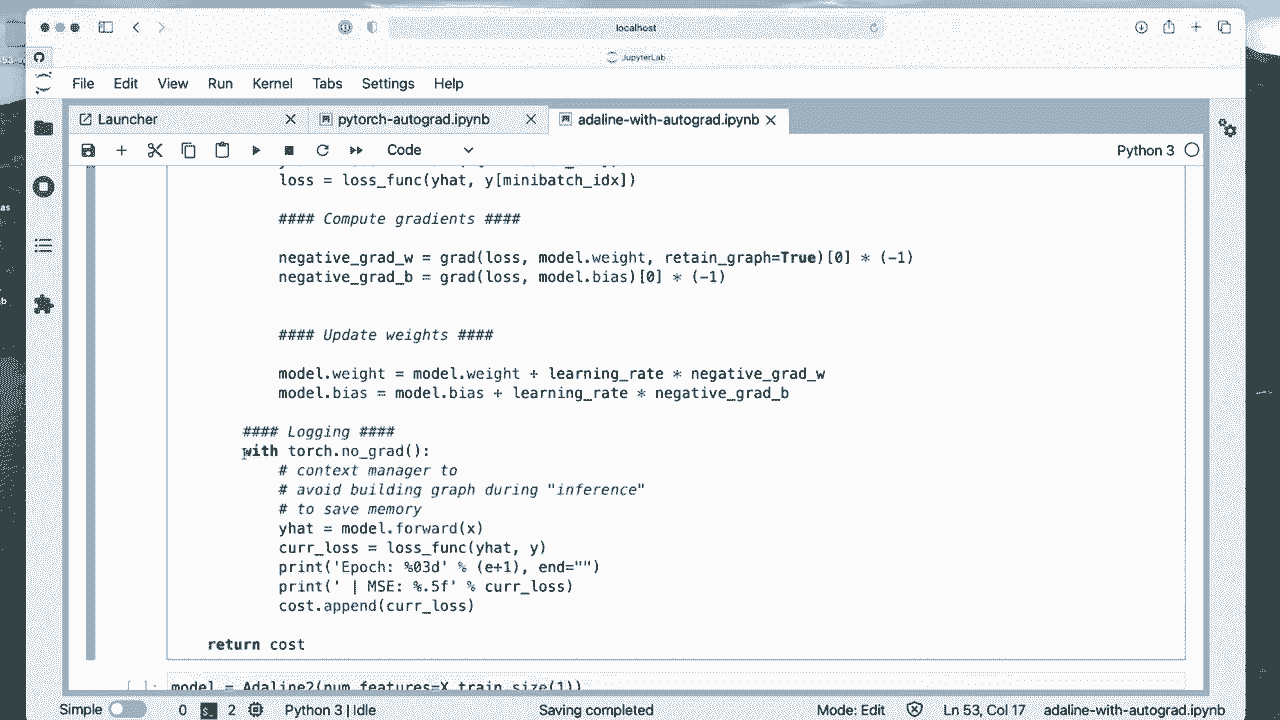 localhost
JupyterLab
File Edit View Run Kernel Tabs Settings Help
Launcher pytorch-autograd.ipynb adaline-with-autograd.ipynb
Code Python 3
loss = loss_func(yhat, y[minibatch_idx])
#### Compute gradients ####
negative_grad_w = grad(loss, model.weight, retain_graph=True)[0] * (-1)
negative_grad_b = grad(loss, model.bias)[0] * (-1)
#### Update weights ####
model.weight = model.weight + learning_rate * negative_grad_w
model.bias = model.bias + learning_rate * negative_grad_b
#### Logging ####
with torch.no_grad():
# context manager to
# avoid building graph during "inference"
# to save memory
yhat = model.forward(x)
curr_loss = loss_func(yhat, y)
print('Epoch: %03d' % (e+1), end="")
print(' | MSE: %.5f' % curr_loss)
cost.append(curr_loss)
return cost
[ ]: model = Adaline2(num_features=X_train.size(1))
Simple 0 2 Python 3 | Idle Saving completed Mode: Edit Ln 53, Col 17 adaline-with-autograd.ipynb